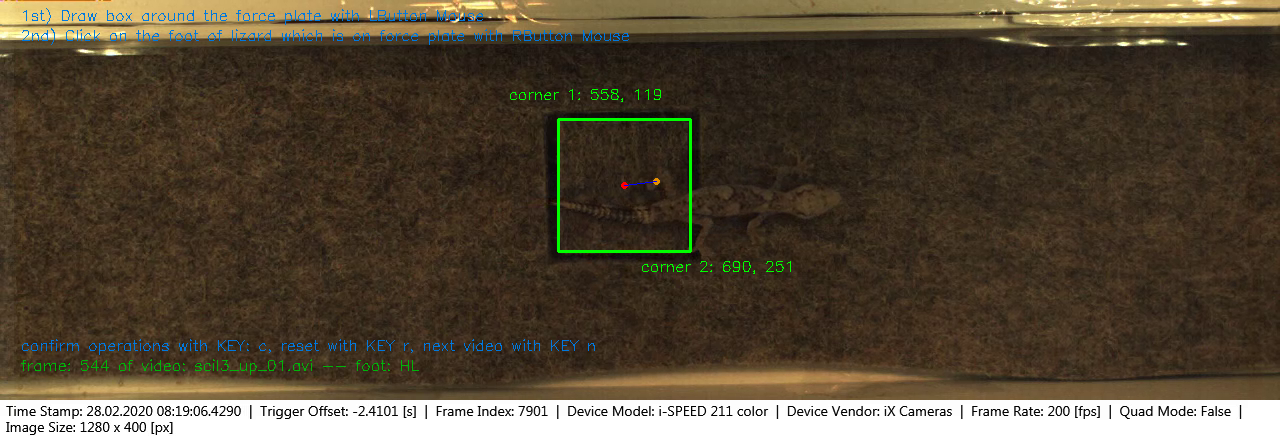 1st) Draw box around the force plate with LButton Mouse
2nd) Click on the foot of lizard which is on force plate with RButton Mouse
corner 1: 558, 119
corner 2: 690, 251
confirm operations with KEY: c, reset with KEY r, next video with KEY n
frame: 544 of video: scil3_up_01.avi -- foot: HL
Time Stamp: 28.02.2020 08:19:06.4290 | Trigger Offset: -2.4101 [s] | Frame Index: 7901 | Device Model: i-SPEED 211 color | Device Vendor: iX Cameras | Frame Rate: 200 [fps] | Quad Mode: False |
Image Size: 1280 x 400 [px]